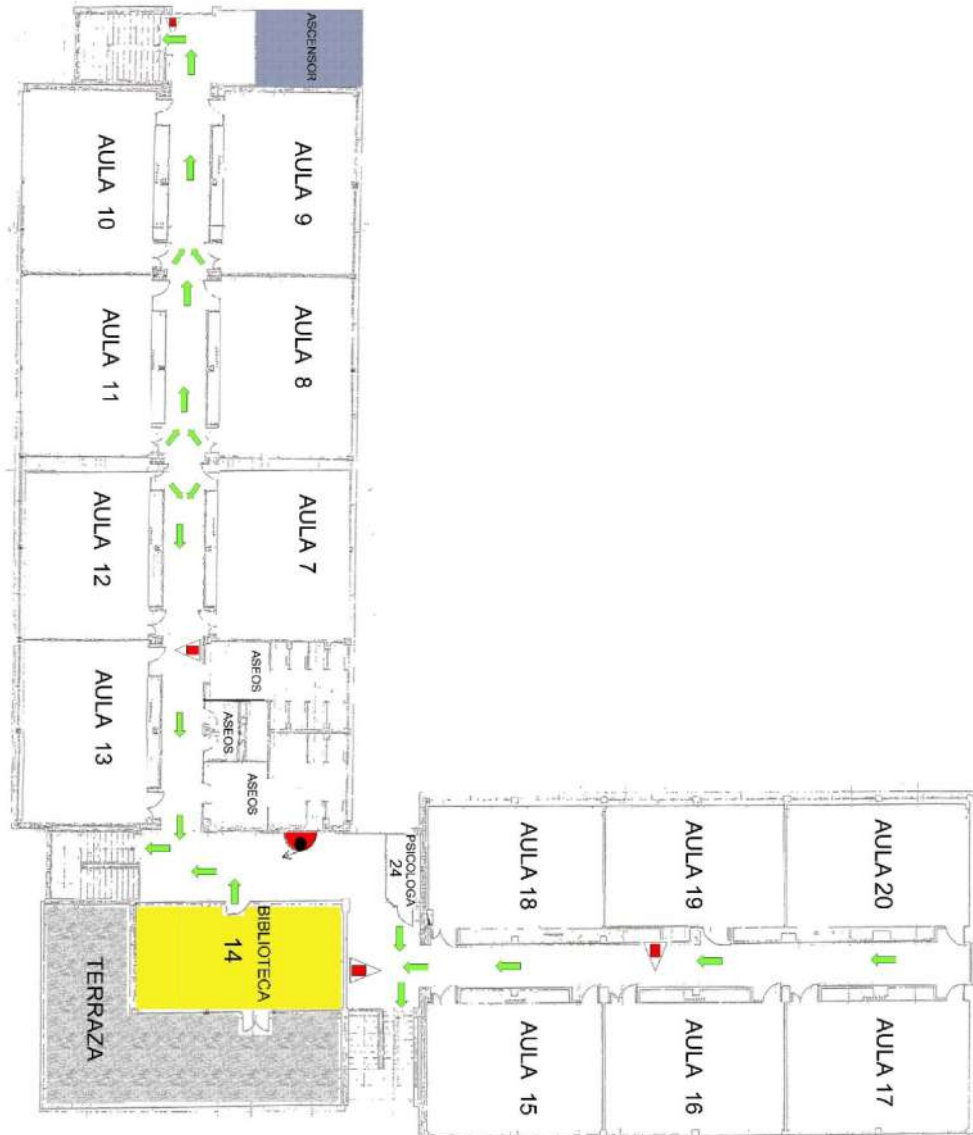 ASCENSOR
AULA 10
AULA 9
AULA 11
AULA 8
AULA 12
AULA 7
AULA 13
ASEOS
ASEOS
ASEOS
PSICOLOGA
24
AULA 18
AULA 19
AULA 20
BIBLIOTECA
14
TERRAZA
AULA 15
AULA 16
AULA 17